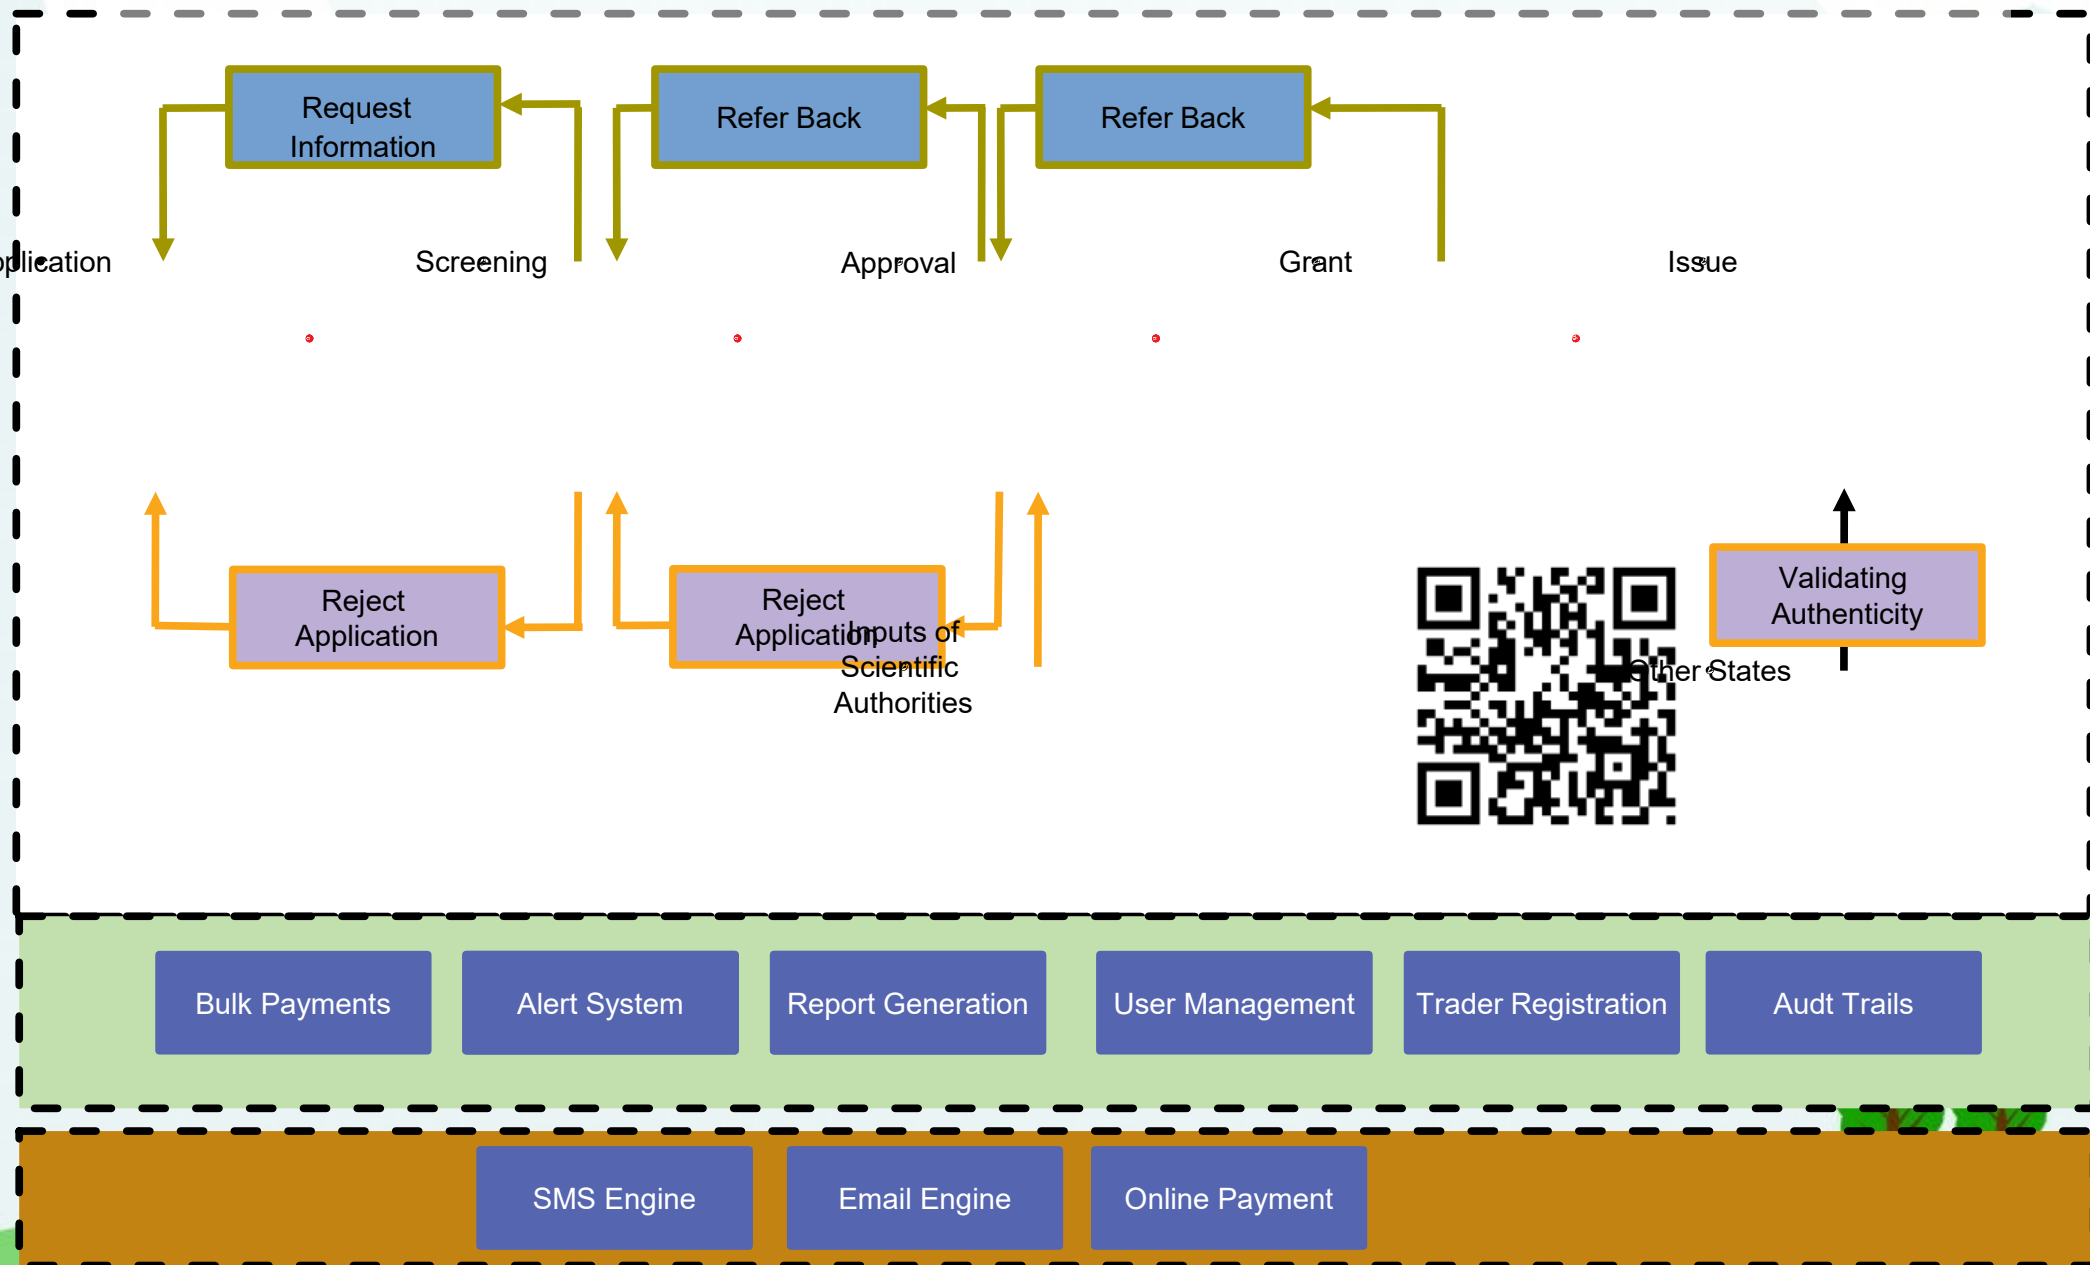 Request
Information
Refer Back
Refer Back
plication
Screening
Approval
Grant
Issue
Reject
Application
Reject
Application
Inputs of
Scientific
Authorities
Validating
Authenticity
Other States
Bulk Payments
Alert System
Report Generation
User Management
Trader Registration
Audt Trails
SMS Engine
Email Engine
Online Payment